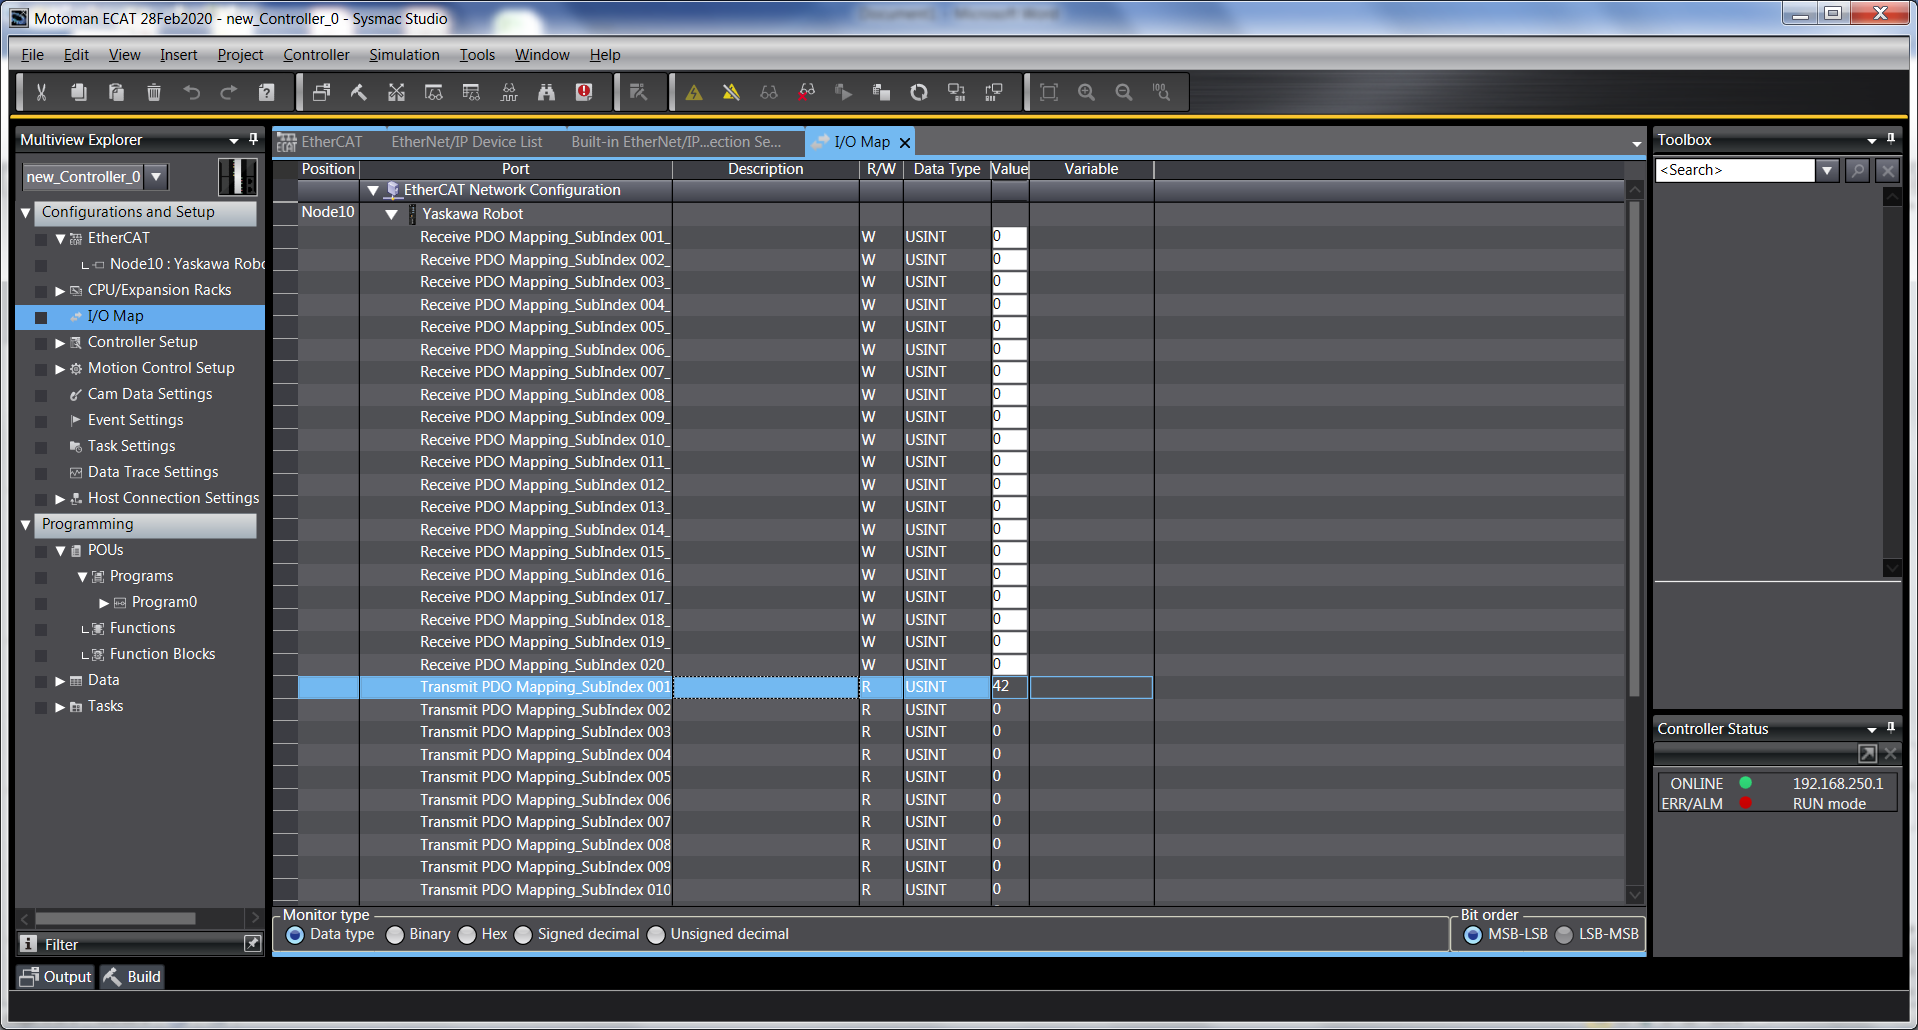 Motoman ECAT 28Feb2020 - new_Controller_0 - Sysmac Studio
File Edit View Insert Project Controller Simulation Tools Window Help
Multiview Explorer
new_Controller_0
Configurations and Setup
EtherCAT
Node10 : Yaskawa Robo
CPU/Expansion Racks
I/O Map
Controller Setup
Motion Control Setup
Cam Data Settings
Event Settings
Task Settings
Data Trace Settings
Host Connection Settings
Programming
POUs
Programs
Program0
Functions
Function Blocks
Data
Tasks
Filter
EtherCAT EtherNet/IP Device List Built-in EtherNet/IP...ection Se... I/O Map
Position Port Description R/W Data Type Value Variable
EtherCAT Network Configuration
Node10 Yaskawa Robot
Receive PDO Mapping_SubIndex 001_ W USINT 0
Receive PDO Mapping_SubIndex 002_ W USINT 0
Receive PDO Mapping_SubIndex 003_ W USINT 0
Receive PDO Mapping_SubIndex 004_ W USINT 0
Receive PDO Mapping_SubIndex 005_ W USINT 0
Receive PDO Mapping_SubIndex 006_ W USINT 0
Receive PDO Mapping_SubIndex 007_ W USINT 0
Receive PDO Mapping_SubIndex 008_ W USINT 0
Receive PDO Mapping_SubIndex 009_ W USINT 0
Receive PDO Mapping_SubIndex 010_ W USINT 0
Receive PDO Mapping_SubIndex 011_ W USINT 0
Receive PDO Mapping_SubIndex 012_ W USINT 0
Receive PDO Mapping_SubIndex 013_ W USINT 0
Receive PDO Mapping_SubIndex 014_ W USINT 0
Receive PDO Mapping_SubIndex 015_ W USINT 0
Receive PDO Mapping_SubIndex 016_ W USINT 0
Receive PDO Mapping_SubIndex 017_ W USINT 0
Receive PDO Mapping_SubIndex 018_ W USINT 0
Receive PDO Mapping_SubIndex 019_ W USINT 0
Receive PDO Mapping_SubIndex 020_ W USINT 0
Transmit PDO Mapping_SubIndex 001 R USINT 42
Transmit PDO Mapping_SubIndex 002 R USINT 0
Transmit PDO Mapping_SubIndex 003 R USINT 0
Transmit PDO Mapping_SubIndex 004 R USINT 0
Transmit PDO Mapping_SubIndex 005 R USINT 0
Transmit PDO Mapping_SubIndex 006 R USINT 0
Transmit PDO Mapping_SubIndex 007 R USINT 0
Transmit PDO Mapping_SubIndex 008 R USINT 0
Transmit PDO Mapping_SubIndex 009 R USINT 0
Transmit PDO Mapping_SubIndex 010 R USINT 0
Monitor type
Data type Binary Hex Signed decimal Unsigned decimal
Bit order
MSB-LSB LSB-MSB
Toolbox
<Search>
Controller Status
ONLINE 192.168.250.1
ERR/ALM RUN mode
Output Build